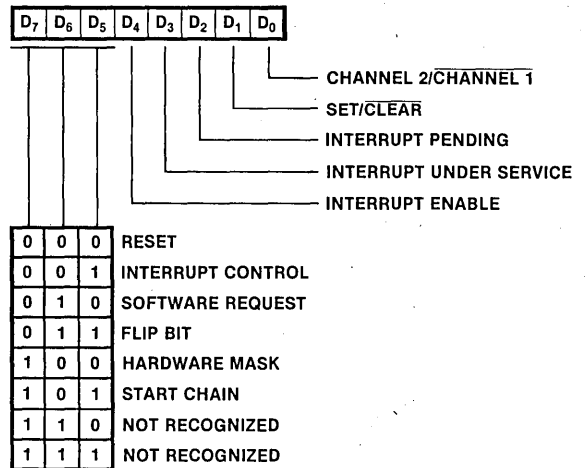 D7 D6 D5 D4 D3 D2 D1 D0
CHANNEL 2/CHANNEL 1
SET/CLEAR
INTERRUPT PENDING
INTERRUPT UNDER SERVICE
INTERRUPT ENABLE
0 0 0 RESET
0 0 1 INTERRUPT CONTROL
0 1 0 SOFTWARE REQUEST
0 1 1 FLIP BIT
1 0 0 HARDWARE MASK
1 0 1 START CHAIN
1 1 0 NOT RECOGNIZED
1 1 1 NOT RECOGNIZED